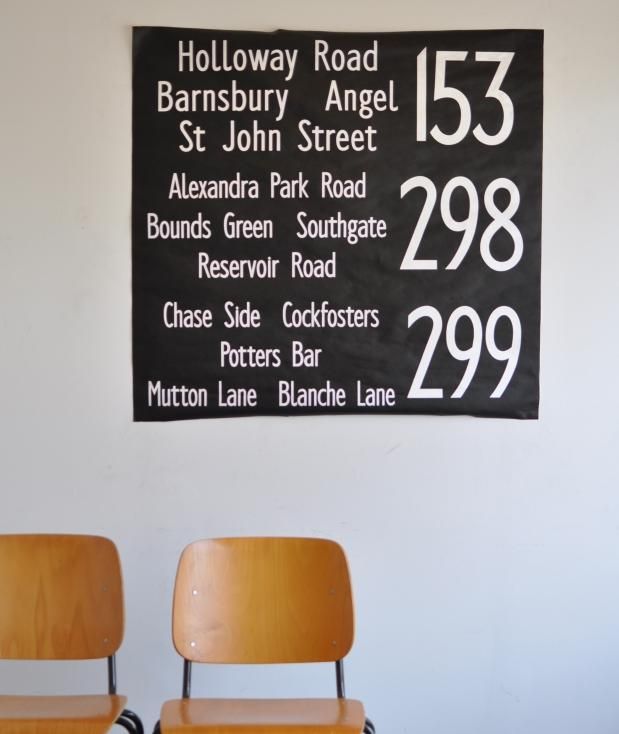 Holloway Road
Barnsbury Angel
St John Street
153
Alexandra Park Road
Bounds Green Southgate
Reservoir Road
298
Chase Side Cockfosters
Potters Bar
Mutton Lane Blanche Lane
299